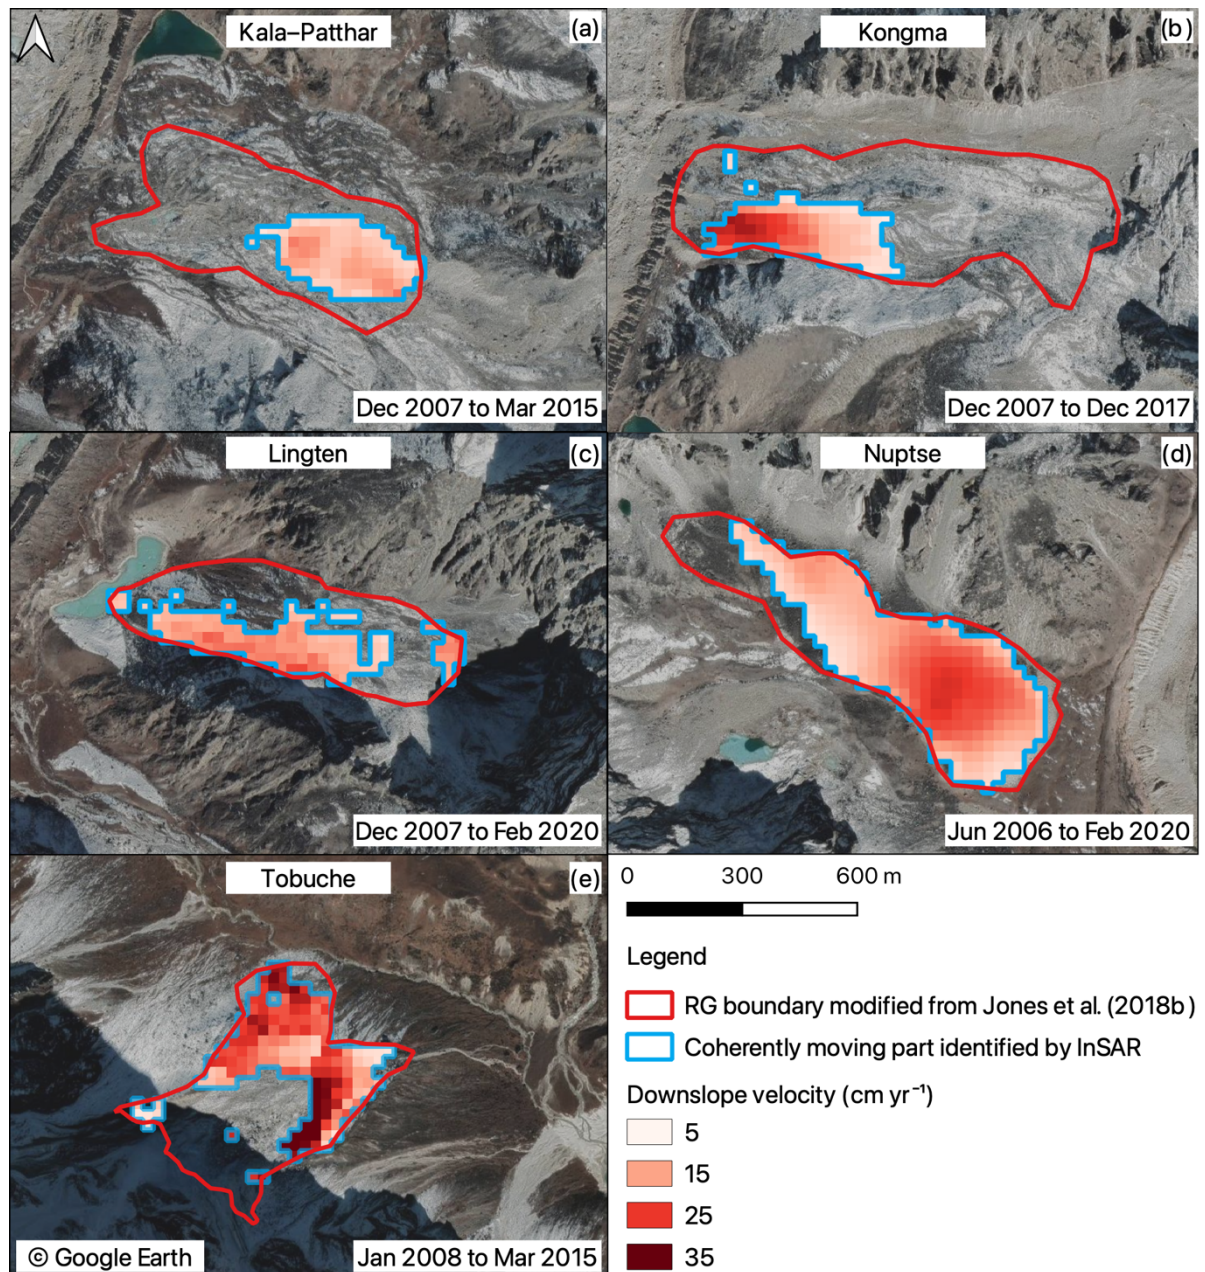 Kala–Patthar
(a)
Dec 2007 to Mar 2015
Kongma
(b)
Dec 2007 to Dec 2017
Lingten
(c)
Dec 2007 to Feb 2020
Nuptse
(d)
Jun 2006 to Feb 2020
Tobuche
(e)
© Google Earth
Jan 2008 to Mar 2015
0 300 600 m
Legend
RG boundary modified from Jones et al. (2018b)
Coherently moving part identified by InSAR
Downslope velocity (cm yr⁻¹)
5
15
25
35